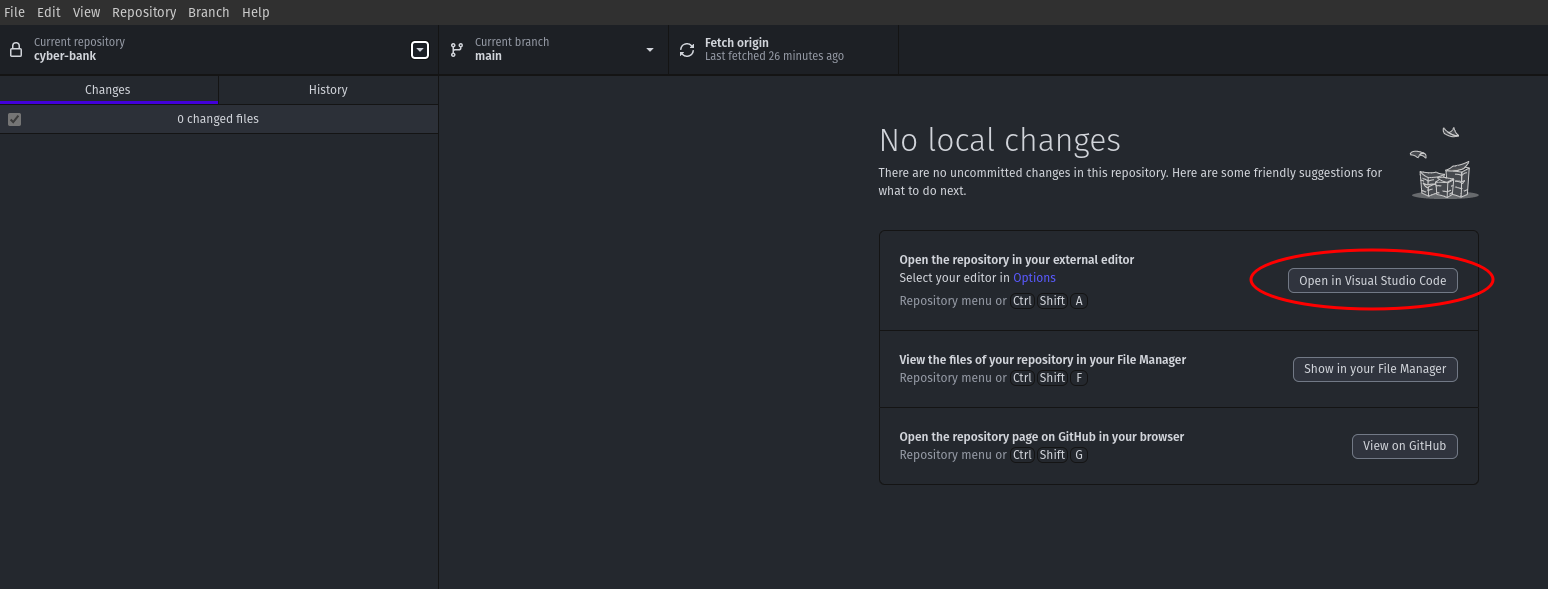 File Edit View Repository Branch Help
Current repository
cyber-bank
Current branch
main
Fetch origin
Last fetched 26 minutes ago
Changes
History
0 changed files
No local changes
There are no uncommitted changes in this repository. Here are some friendly suggestions for
what to do next.
Open the repository in your external editor
Select your editor in Options
Repository menu or Ctrl Shift A
Open in Visual Studio Code
View the files of your repository in your File Manager
Repository menu or Ctrl Shift F
Show in your File Manager
Open the repository page on GitHub in your browser
Repository menu or Ctrl Shift G
View on GitHub